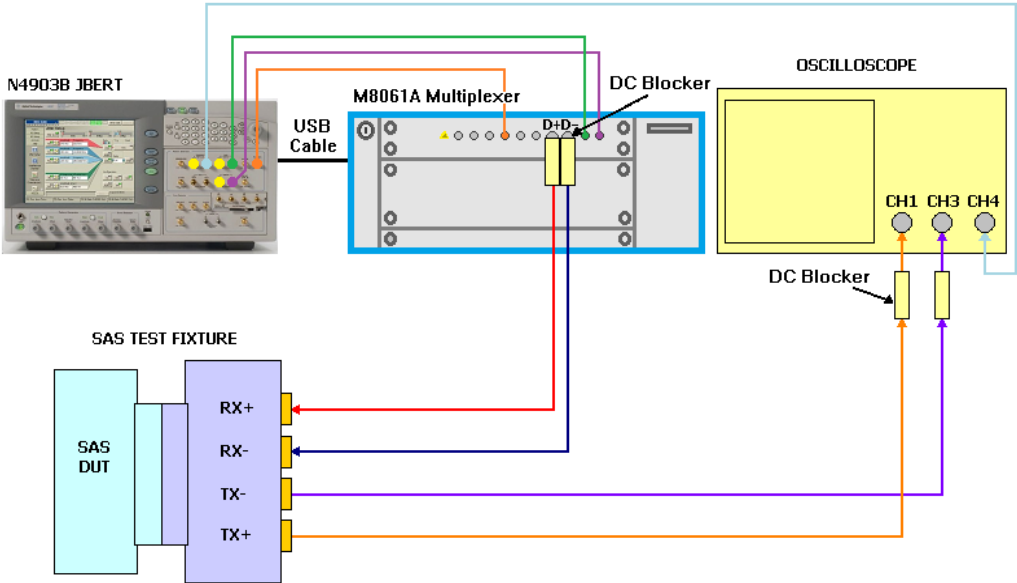 N4903B JBERT
USB
Cable
M8061A Multiplexer
DC Blocker
D+D-
OSCILLOSCOPE
CH1 CH3 CH4
DC Blocker
SAS TEST FIXTURE
SAS
DUT
RX+
RX-
TX-
TX+